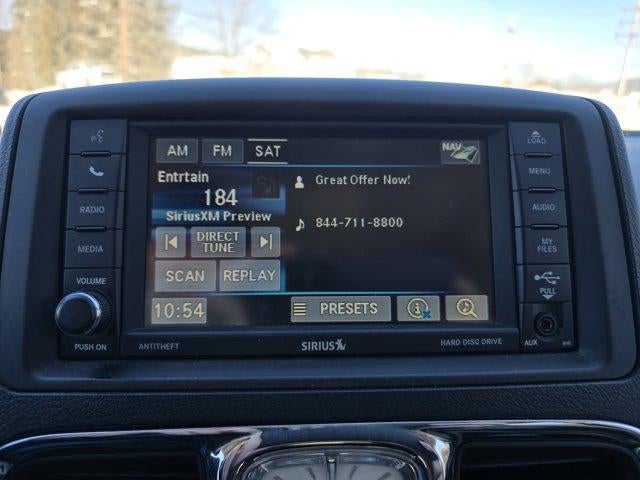 AM FM SAT NAV
Entrtain
184
SiriusXM Preview
DIRECT
TUNE
SCAN REPLAY
10:54
Great Offer Now!
844-711-8800
PRESETS
PHONE
RADIO
MEDIA
VOLUME
PUSH ON
LOAD
MENU
AUDIO
MY
FILES
PULL
AUX
ANTITHEFT
SIRIUS
HARD DISC DRIVE